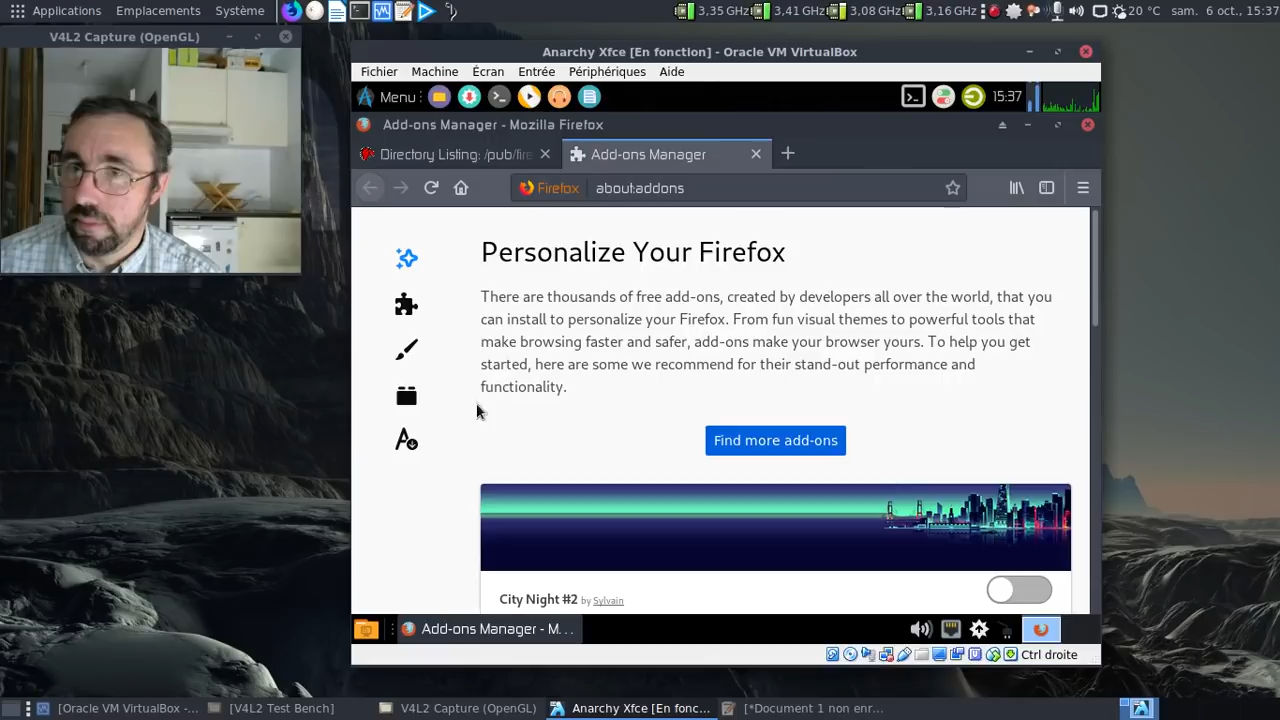 Applications Emplacements Système 3,35 GHz 3,41 GHz 3,08 GHz 3,16 GHz 20 °C sam. 6 oct., 15:37
V4L2 Capture (OpenGL)
Anarchy Xfce [En fonction] - Oracle VM VirtualBox
Fichier Machine Écran Entrée Périphériques Aide
Menu 15:37
Add-ons Manager - Mozilla Firefox
Directory Listing: /pub/fire Add-ons Manager
Firefox about:addons
Personalize Your Firefox
There are thousands of free add-ons, created by developers all over the world, that you
can install to personalize your Firefox. From fun visual themes to powerful tools that
make browsing faster and safer, add-ons make your browser yours. To help you get
started, here are some we recommend for their stand-out performance and
functionality.
Find more add-ons
City Night #2 by Sylvain
Add-ons Manager - M...
Ctrl droite
[Oracle VM VirtualBox -... [V4L2 Test Bench] V4L2 Capture (OpenGL) Anarchy Xfce [En fonc... [*Document 1 non enr...